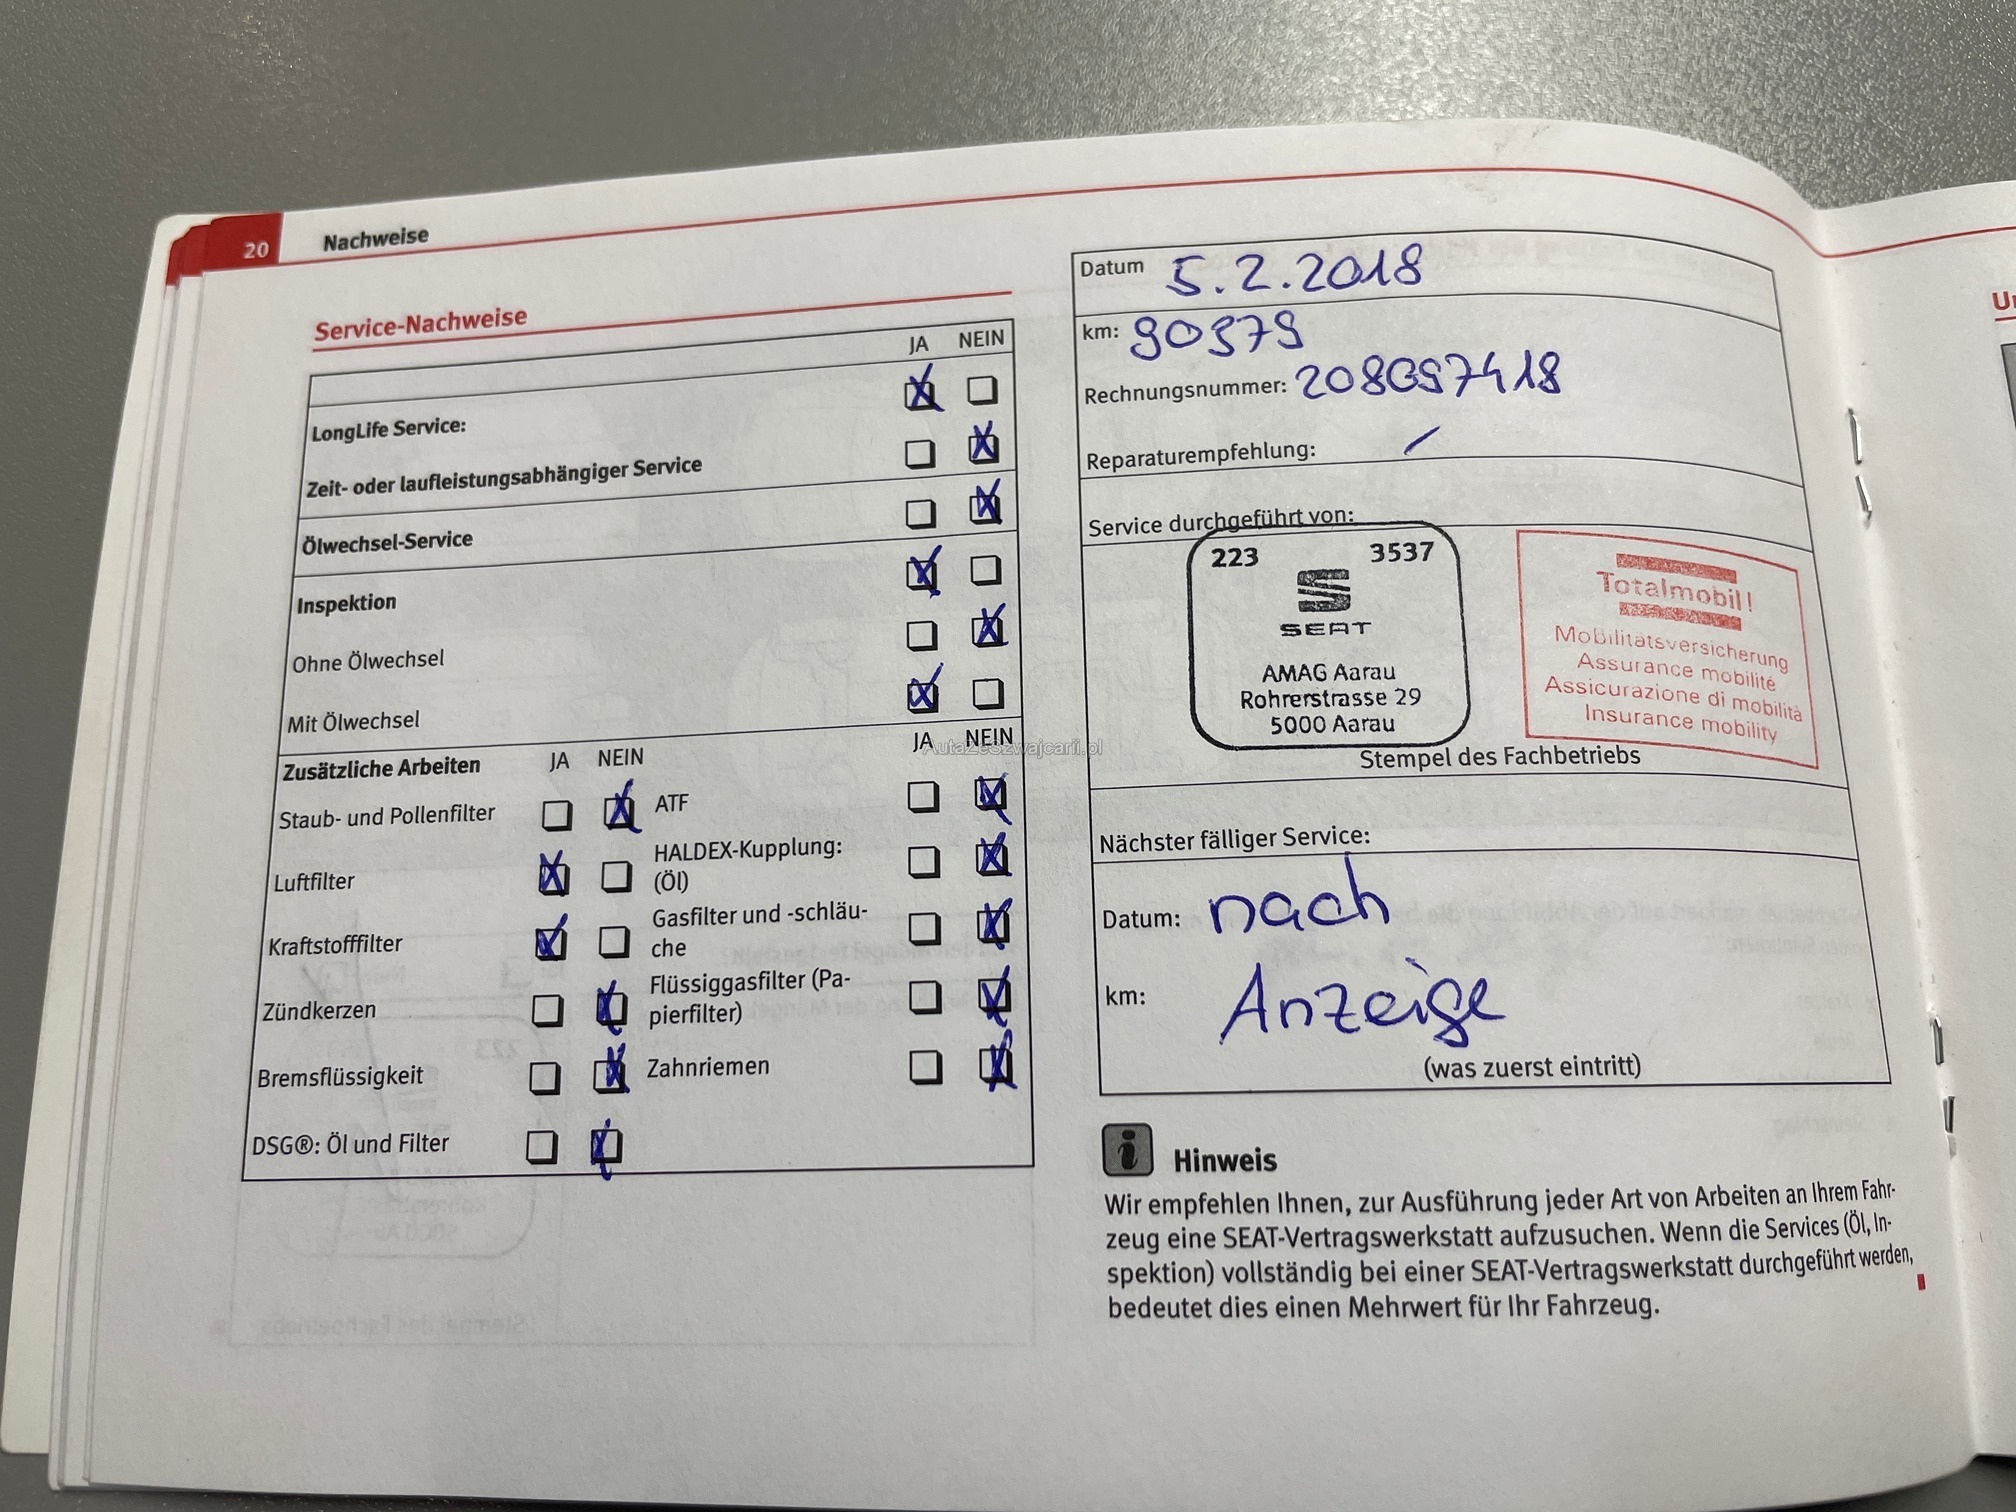 20 Nachweise
Service-Nachweise
JA NEIN
LongLife Service:
Zeit- oder laufleistungsabhängiger Service
Ölwechsel-Service
Inspektion
Ohne Ölwechsel
Mit Ölwechsel
Zusätzliche Arbeiten JA NEIN JA NEIN
Staub- und Pollenfilter ATF
Luftfilter HALDEX-Kupplung:
(Öl)
Kraftstofffilter Gasfilter und -schläu-
che
Zündkerzen Flüssiggasfilter (Pa-
pierfilter)
Bremsflüssigkeit Zahnriemen
DSG®: Öl und Filter
AutaZeSzwajcarii.pl
Datum 5.2.2018
km: 90979
Rechnungsnummer:
Reparaturempfehlung: /
Service durchgeführt von:
223 3537
SEAT
AMAG Aarau
Rohrerstrasse 29
5000 Aarau
Totalmobil!
Mobilitätsversicherung
Assurance mobilité
Assicurazione di mobilità
Insurance mobility
Stempel des Fachbetriebs
Nächster fälliger Service:
Datum: nach
km: Anzeige
(was zuerst eintritt)
Hinweis
Wir empfehlen Ihnen, zur Ausführung jeder Art von Arbeiten an Ihrem Fahr-
zeug eine SEAT-Vertragswerkstatt aufzusuchen. Wenn die Services (Öl, In-
spektion) vollständig bei einer SEAT-Vertragswerkstatt durchgeführt werden,
bedeutet dies einen Mehrwert für Ihr Fahrzeug.